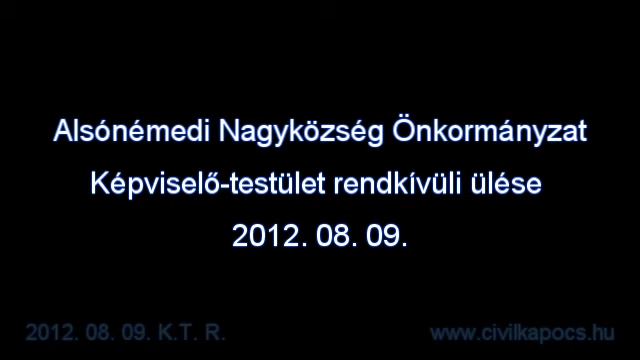 Alsónémedi Nagyközség Önkormányzat
Képviselő-testület rendkívüli ülése
2012. 08. 09.
2012. 08. 09. K.T. R.
www.civilkapocs.hu